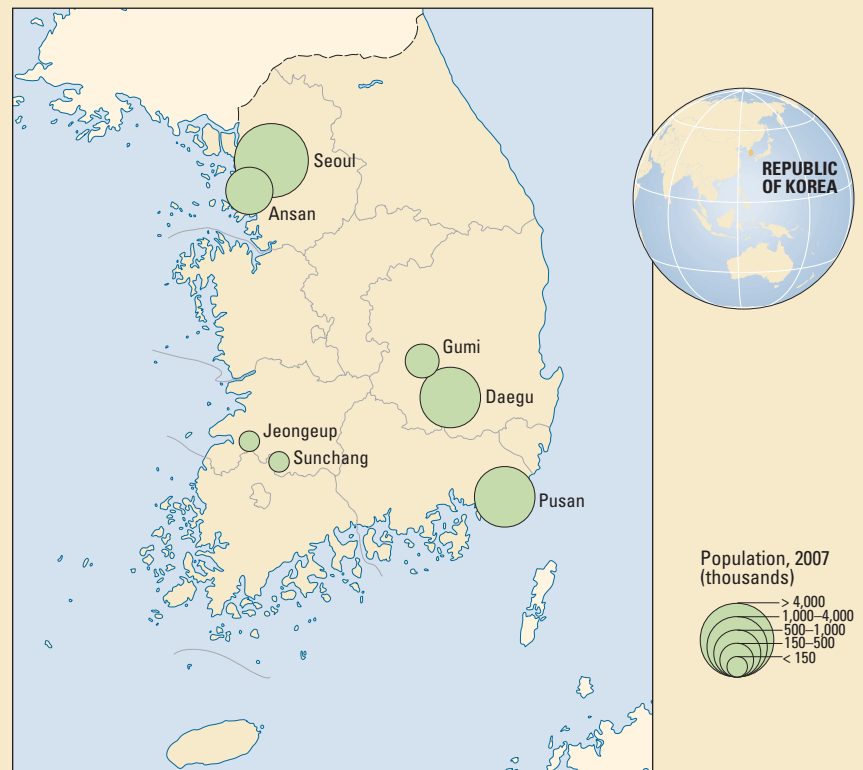 Seoul
Ansan
Gumi
Daegu
Jeongeup
Sunchang
Pusan
REPUBLIC
OF KOREA
Population, 2007
(thousands)
> 4,000
1,000–4,000
500–1,000
150–500
< 150